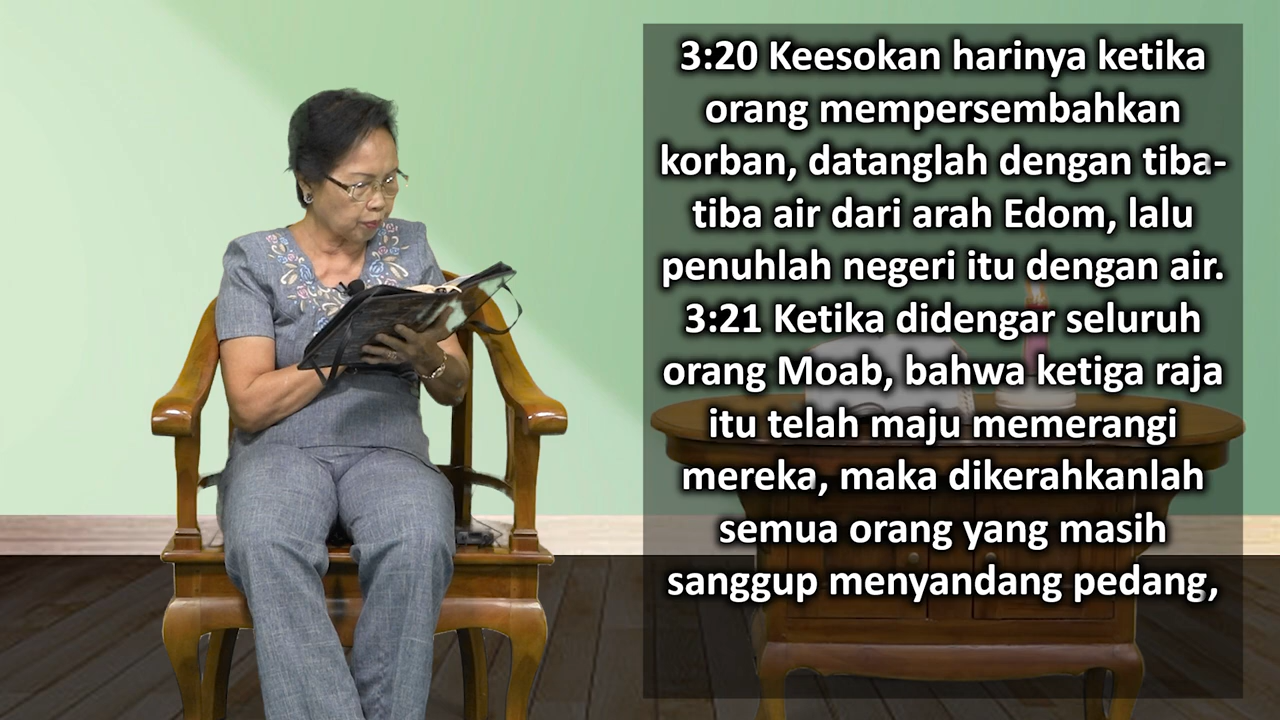 3:20 Keesokan harinya ketika
orang mempersembahkan
korban, datanglah dengan tiba-
tiba air dari arah Edom, lalu
penuhlah negeri itu dengan air.
3:21 Ketika didengar seluruh
orang Moab, bahwa ketiga raja
itu telah maju memerangi
mereka, maka dikerahkanlah
semua orang yang masih
sanggup menyandang pedang,